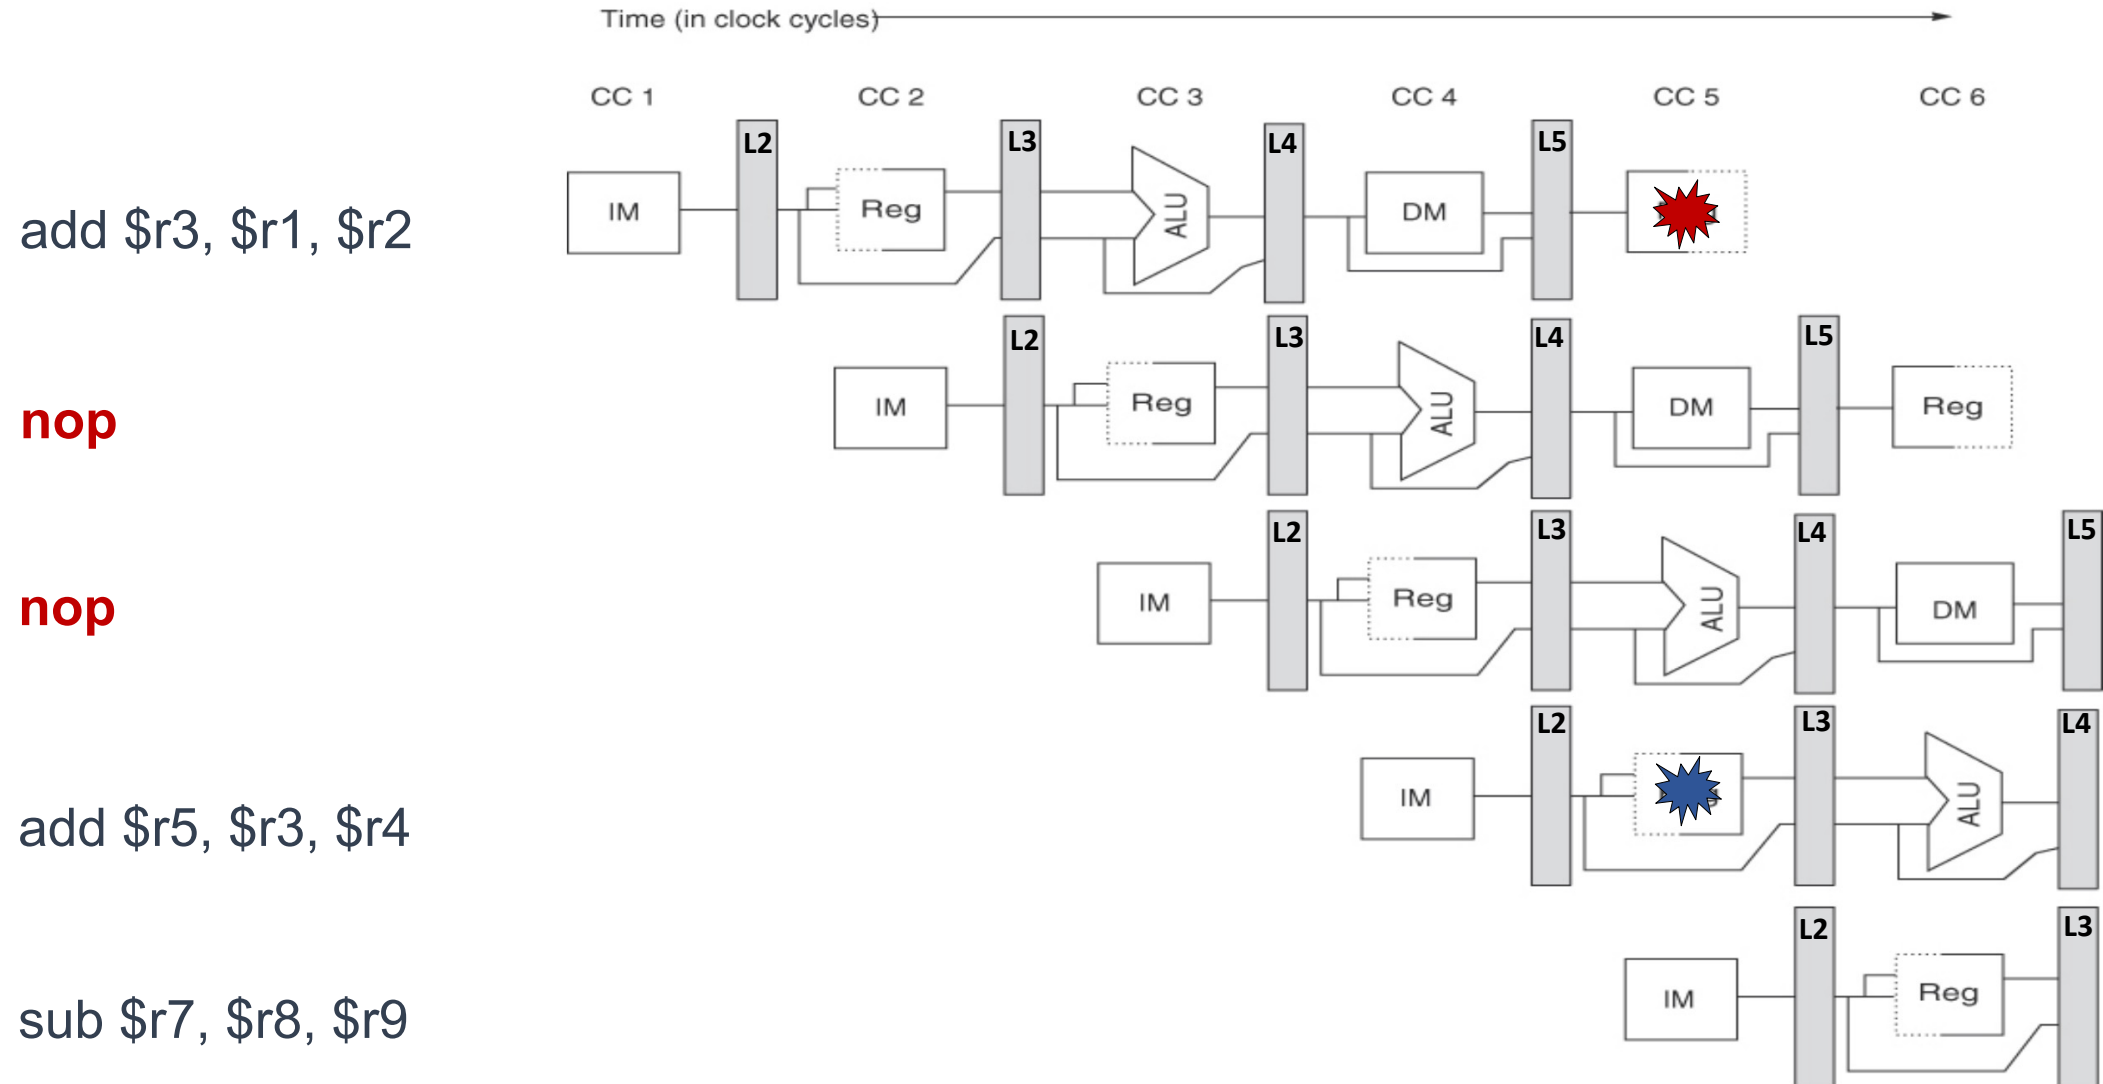 Time (in clock cycles)
CC 1 CC 2 CC 3 CC 4 CC 5 CC 6
L2 L3 L4 L5
add $r3, $r1, $r2 IM Reg ALU DM
L2 L3 L4 L5
nop IM Reg ALU DM Reg
L2 L3 L4 L5
nop IM Reg ALU DM
L2 L3 L4
add $r5, $r3, $r4 IM ALU
L2 L3
sub $r7, $r8, $r9 IM Reg